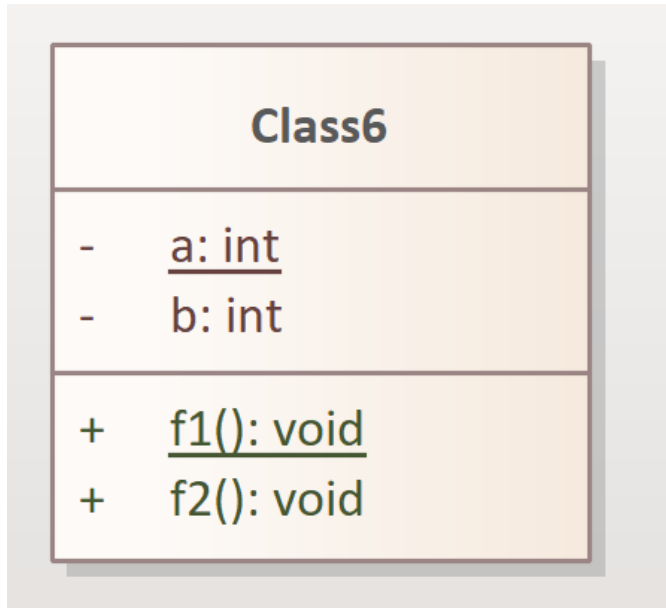 Class6
- a: int
- b: int
+ f1(): void
+ f2(): void